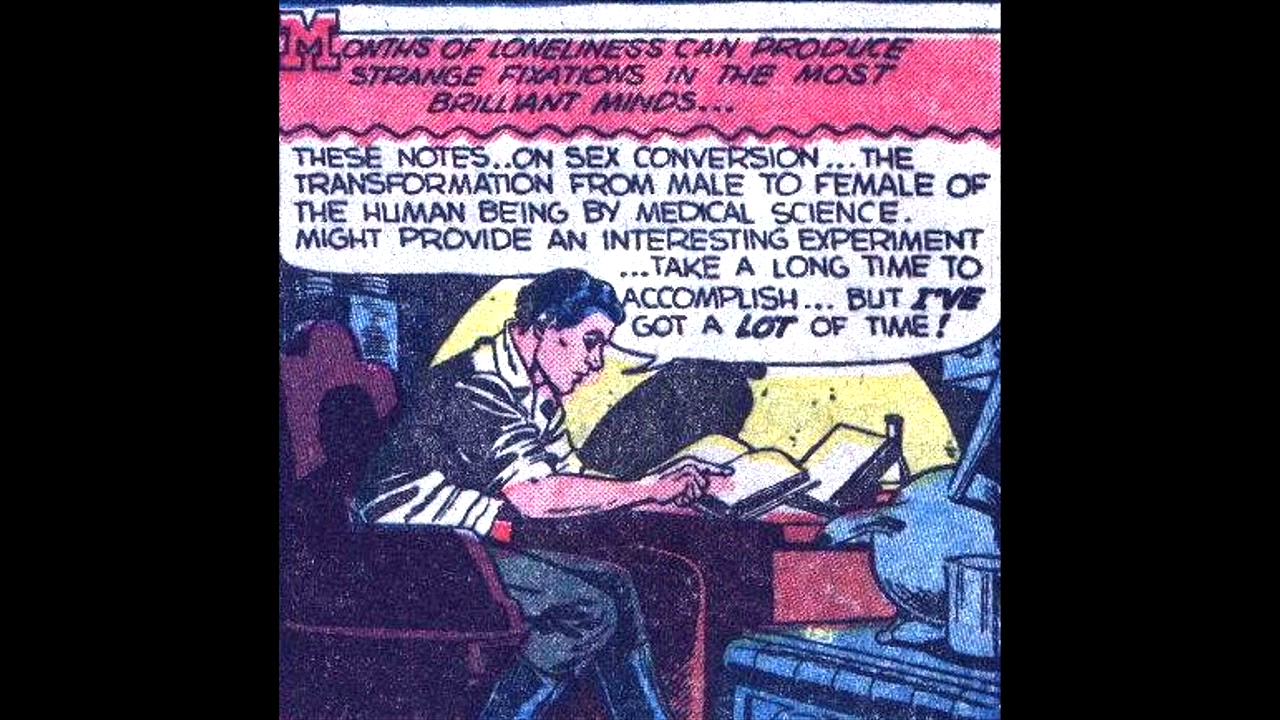 MONTHS OF LONELINESS CAN PRODUCE
STRANGE FIXATIONS IN THE MOST
BRILLIANT MINDS...
THESE NOTES..ON SEX CONVERSION...THE
TRANSFORMATION FROM MALE TO FEMALE OF
THE HUMAN BEING BY MEDICAL SCIENCE.
MIGHT PROVIDE AN INTERESTING EXPERIMENT
...TAKE A LONG TIME TO
ACCOMPLISH... BUT I'VE
GOT A LOT OF TIME!